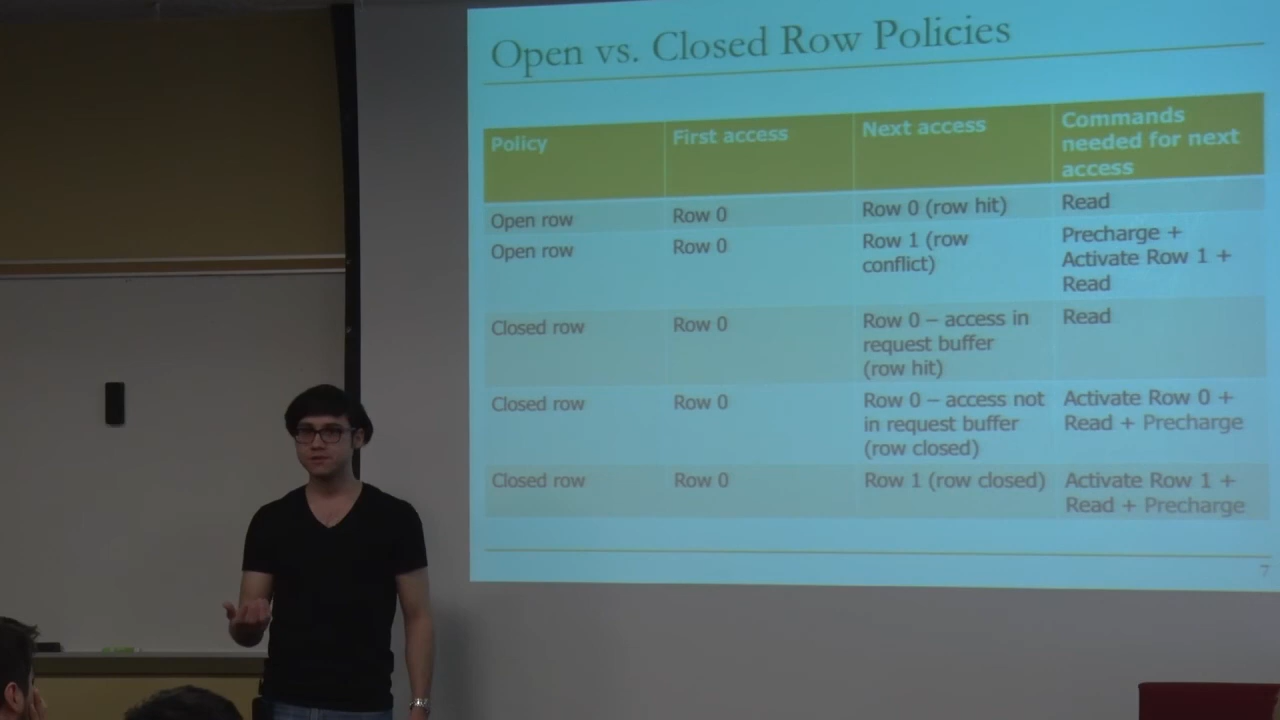 Open vs. Closed Row Policies
Policy
First access
Next access
Commands
needed for next
access
Open row
Row 0
Row 0 (row hit)
Read
Open row
Row 0
Row 1 (row
conflict)
Precharge +
Activate Row 1 +
Read
Closed row
Row 0
Row 0 – access in
request buffer
(row hit)
Read
Closed row
Row 0
Row 0 – access not
in request buffer
(row closed)
Activate Row 0 +
Read + Precharge
Closed row
Row 0
Row 1 (row closed)
Activate Row 1 +
Read + Precharge
7